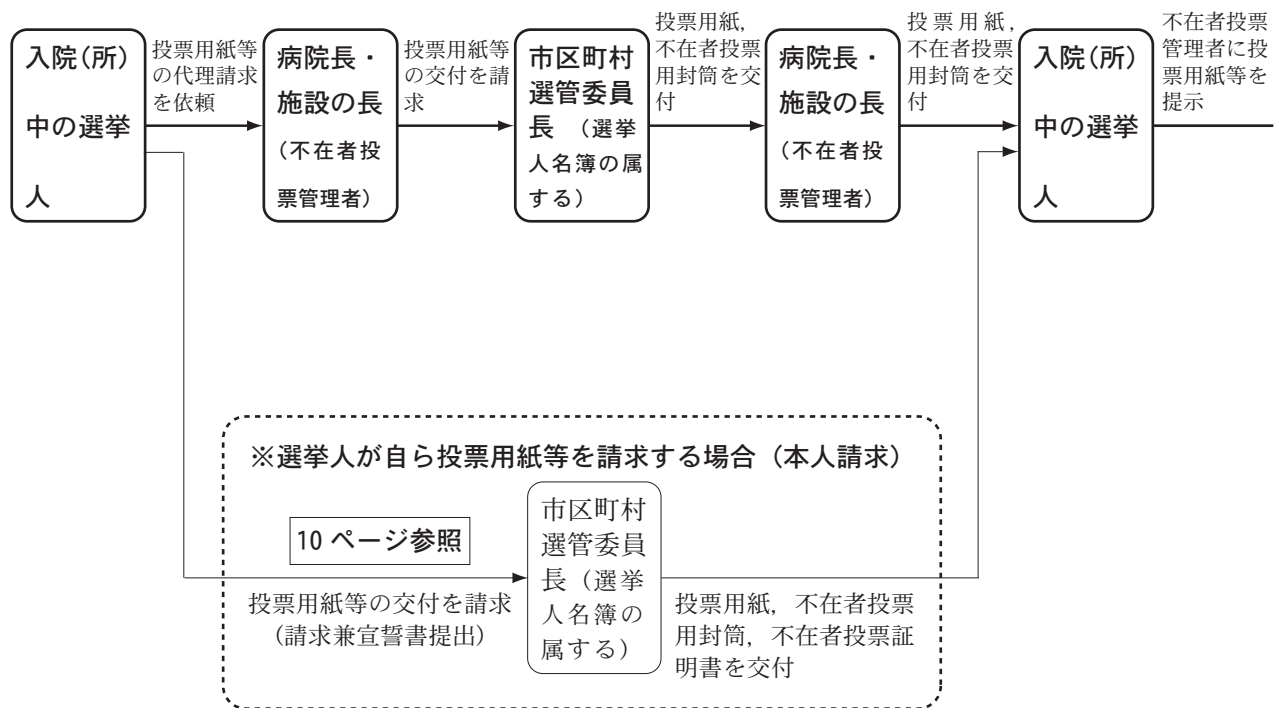 入院(所)
中の選挙
人
投票用紙等
の代理請求
を依頼
病院長・
施設の長
(不在者投
票管理者)
投票用紙等
の交付を請
求
市区町村
選管委員
長 (選挙
人名簿の属
する)
投票用紙,
不在者投票
用封筒を交
付
病院長・
施設の長
(不在者投
票管理者)
投票用紙,
不在者投票
用封筒を交
付
入院(所)
中の選挙
人
不在者投票
管理者に投
票用紙等を
提示
※選挙人が自ら投票用紙等を請求する場合(本人請求)
10 ページ参照
投票用紙等の交付を請求
(請求兼宣誓書提出)
市区町村
選管委員
長(選挙
人名簿の
属する)
投票用紙, 不在者投票
用封筒, 不在者投票証
明書を交付